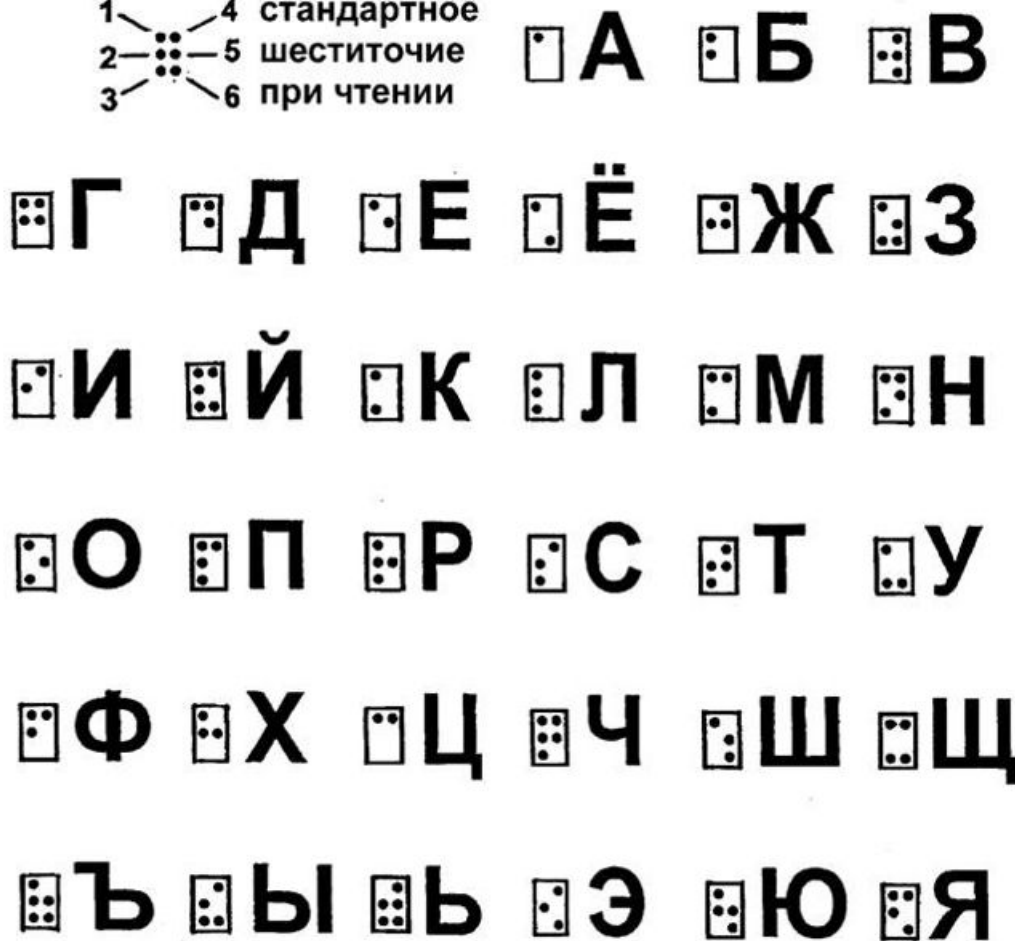 1 4 стандартное
2 5 шеститочие
3 6 при чтении
А Б В
Г Д Е Ё Ж З
И Й К Л М Н
О П Р С Т У
Ф Х Ц Ч Ш Щ
Ъ Ы Ь Э Ю Я